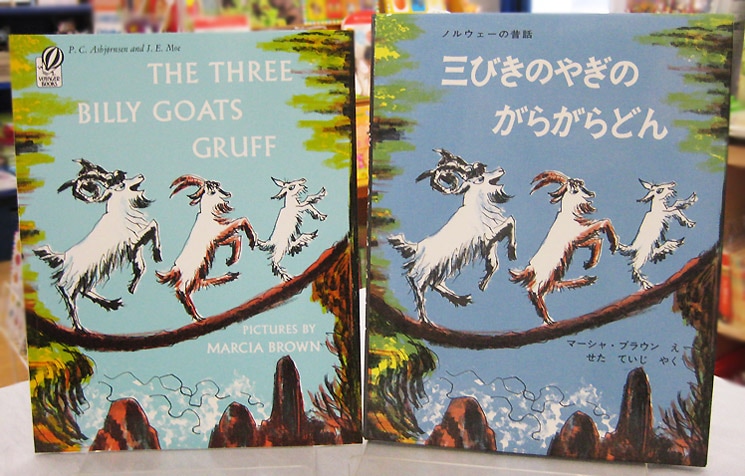 P. C. Asbjørnsen and J. E. Moe
VOYAGER
BOOKS
THE THREE
BILLY GOATS
GRUFF
PICTURES BY
MARCIA BROWN
ノルウェーの昔話
三びきのやぎの
がらがらどん
マーシャ・ブラウン え
せた ていじ やく